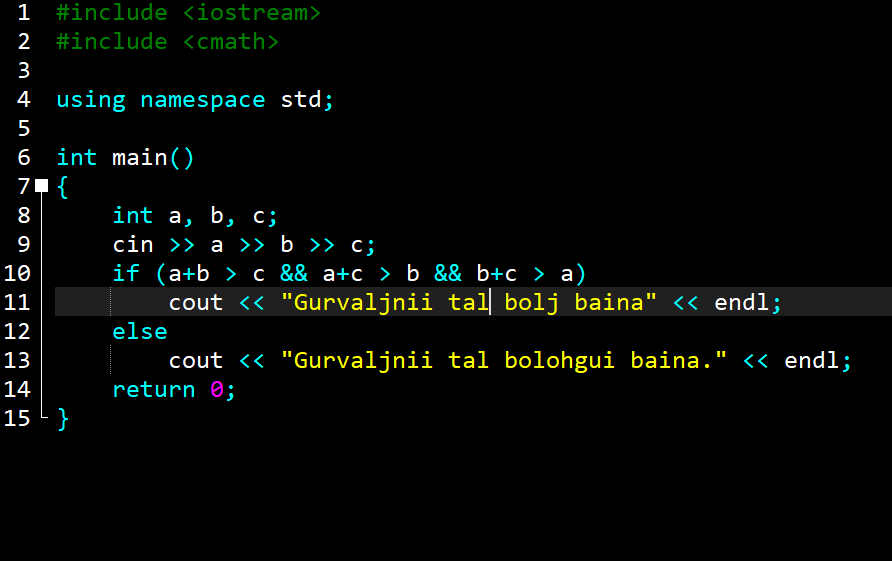 1 #include <iostream>
2 #include <cmath>
3
4 using namespace std;
5
6 int main()
7 {
8     int a, b, c;
9     cin >> a >> b >> c;
10     if (a+b > c && a+c > b && b+c > a)
11         cout << "Gurvaljnii tal bolj baina" << endl;
12     else
13         cout << "Gurvaljnii tal bolohgui baina." << endl;
14     return 0;
15 }